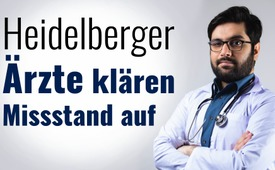 Heidelberger
Ärzte klären
Missstand auf